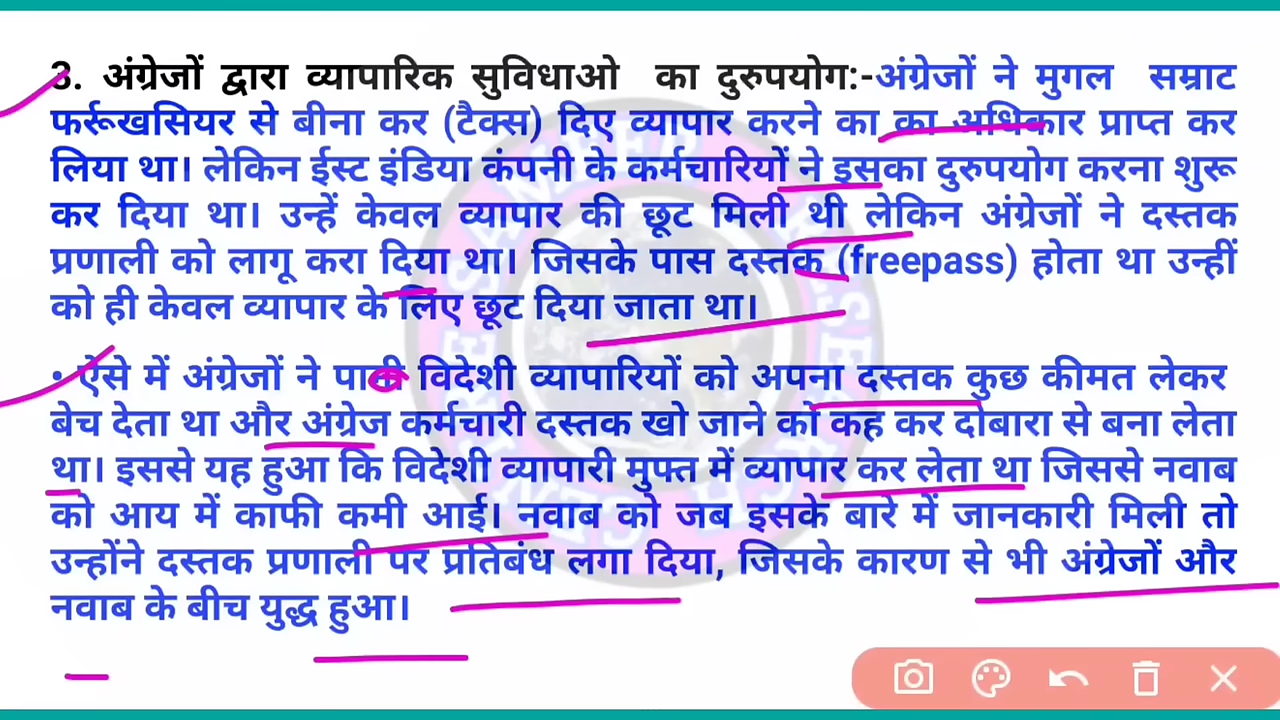 3. अंग्रेजों द्वारा व्यापारिक सुविधाओ का दुरुपयोग:-अंग्रेजों ने मुगल सम्राट
फर्रूखसियर से बीना कर (टैक्स) दिए व्यापार करने का का अधिकार प्राप्त कर
लिया था। लेकिन ईस्ट इंडिया कंपनी के कर्मचारियों ने इसका दुरुपयोग करना शुरू
कर दिया था। उन्हें केवल व्यापार की छूट मिली थी लेकिन अंग्रेजों ने दस्तक
प्रणाली को लागू करा दिया था। जिसके पास दस्तक (freepass) होता था उन्हीं
को ही केवल व्यापार के लिए छूट दिया जाता था।
• ऐसे में अंग्रेजों ने विदेशी व्यापारियों को अपना दस्तक कुछ कीमत लेकर
बेच देता था और अंग्रेज कर्मचारी दस्तक खो जाने को कह कर दोबारा से बना लेता
था। इससे यह हुआ कि विदेशी व्यापारी मुफ्त में व्यापार कर लेता था जिससे नवाब
को आय में काफी कमी आई। नवाब को जब इसके बारे में जानकारी मिली तो
उन्होंने दस्तक प्रणाली पर प्रतिबंध लगा दिया, जिसके कारण से भी अंग्रेजों और
नवाब के बीच युद्ध हुआ।